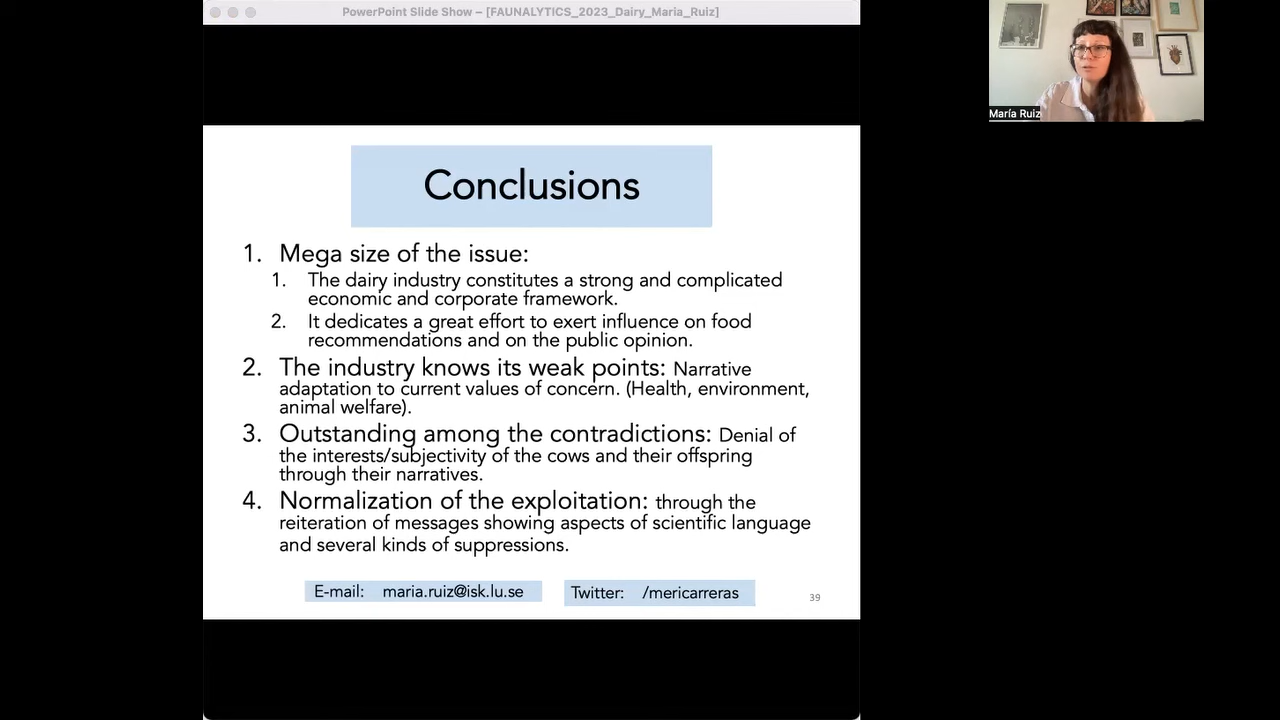 PowerPoint Slide Show – [FAUNALYTICS_2023_Dairy_Maria_Ruiz]
María Ruiz
Conclusions
1. Mega size of the issue:
1. The dairy industry constitutes a strong and complicated
economic and corporate framework.
2. It dedicates a great effort to exert influence on food
recommendations and on the public opinion.
2. The industry knows its weak points: Narrative
adaptation to current values of concern. (Health, environment,
animal welfare).
3. Outstanding among the contradictions: Denial of
the interests/subjectivity of the cows and their offspring
through their narratives.
4. Normalization of the exploitation: through the
reiteration of messages showing aspects of scientific language
and several kinds of suppressions.
E-mail: maria.ruiz@isk.lu.se
Twitter: /mericarreras
39